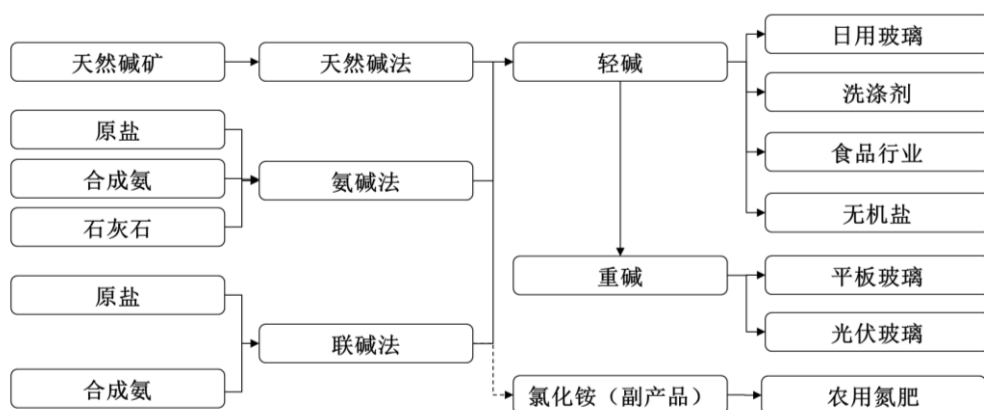 天然碱矿
天然碱法
轻碱
日用玻璃
洗涤剂
食品行业
无机盐
原盐
合成氨
石灰石
氨碱法
重碱
平板玻璃
光伏玻璃
原盐
合成氨
联碱法
氯化铵（副产品）
农用氮肥